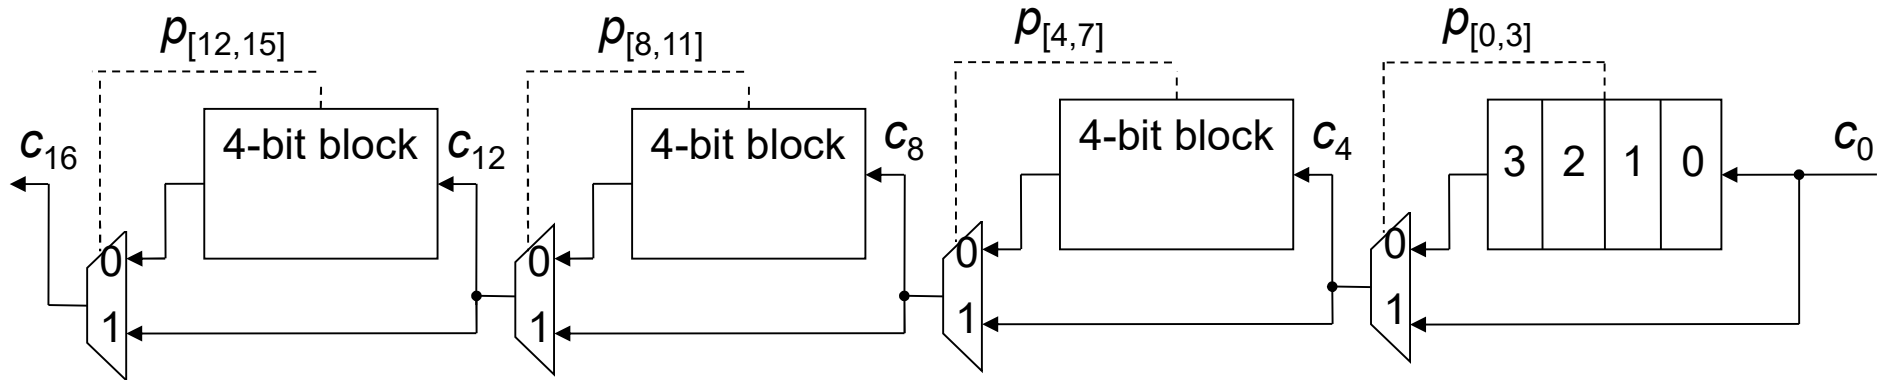 p[12,15] p[8,11] p[4,7] p[0,3]
c16 4-bit block c12 4-bit block c8 4-bit block c4 3 2 1 0 c0
0 0 0 0
1 1 1 1